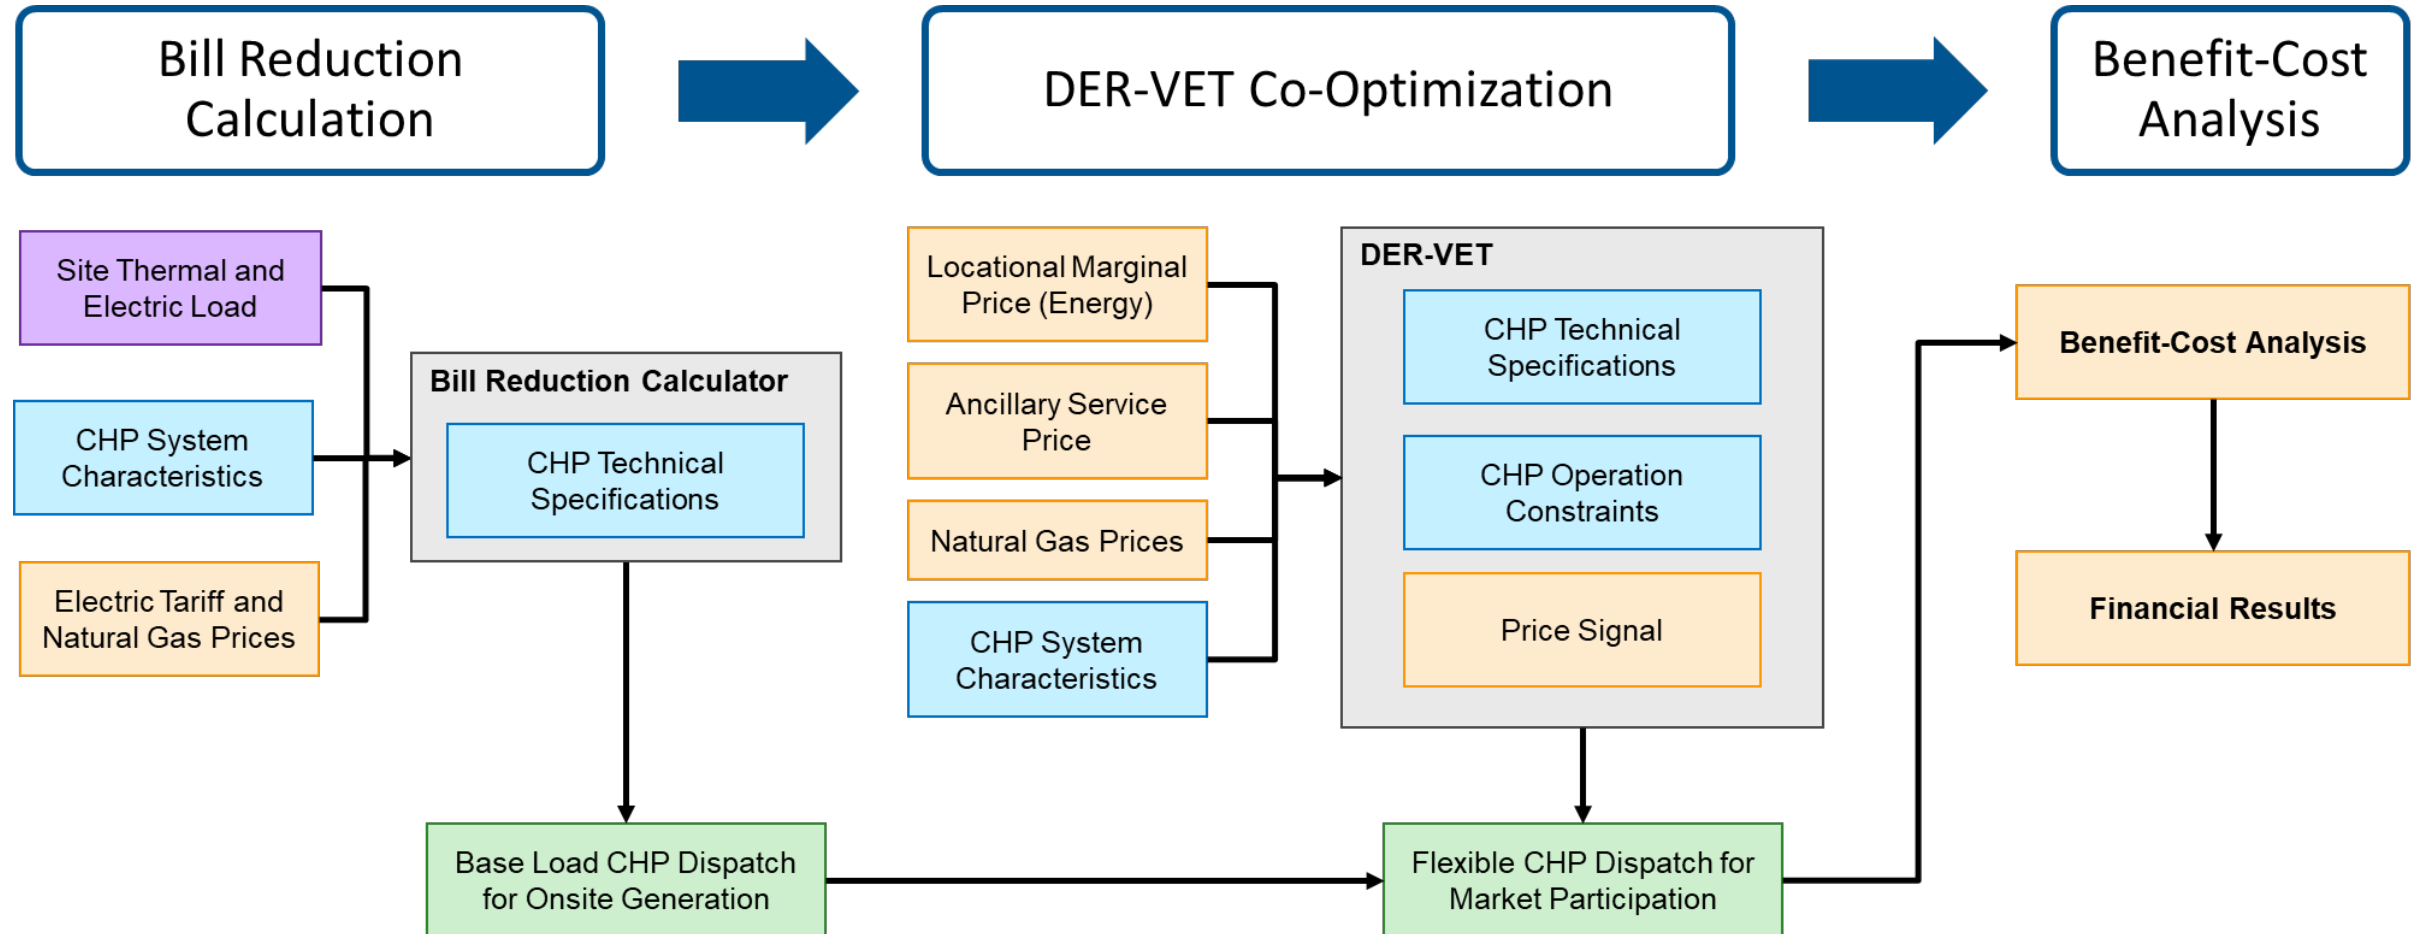 Bill Reduction
Calculation
DER-VET Co-Optimization
Benefit-Cost
Analysis
Site Thermal and
Electric Load
CHP System
Characteristics
Electric Tariff and
Natural Gas Prices
Bill Reduction Calculator
CHP Technical
Specifications
Base Load CHP Dispatch
for Onsite Generation
Locational Marginal
Price (Energy)
Ancillary Service
Price
Natural Gas Prices
CHP System
Characteristics
DER-VET
CHP Technical
Specifications
CHP Operation
Constraints
Price Signal
Flexible CHP Dispatch for
Market Participation
Benefit-Cost Analysis
Financial Results